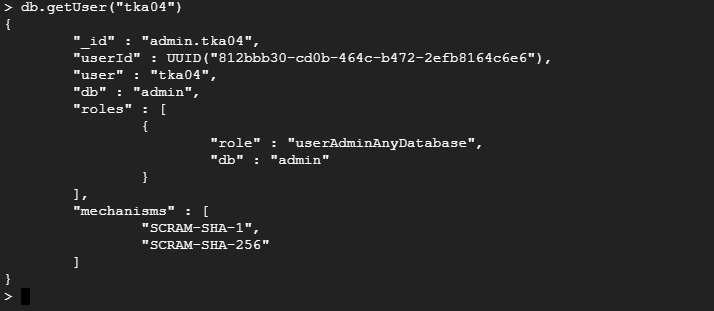 > db.getUser("tka04")
{
        "_id" : "admin.tka04",
        "userId" : UUID("812bbb30-cd0b-464c-b472-2efb8164c6e6"),
        "user" : "tka04",
        "db" : "admin",
        "roles" : [
                {
                        "role" : "userAdminAnyDatabase",
                        "db" : "admin"
                }
        ],
        "mechanisms" : [
                "SCRAM-SHA-1",
                "SCRAM-SHA-256"
        ]
}
>